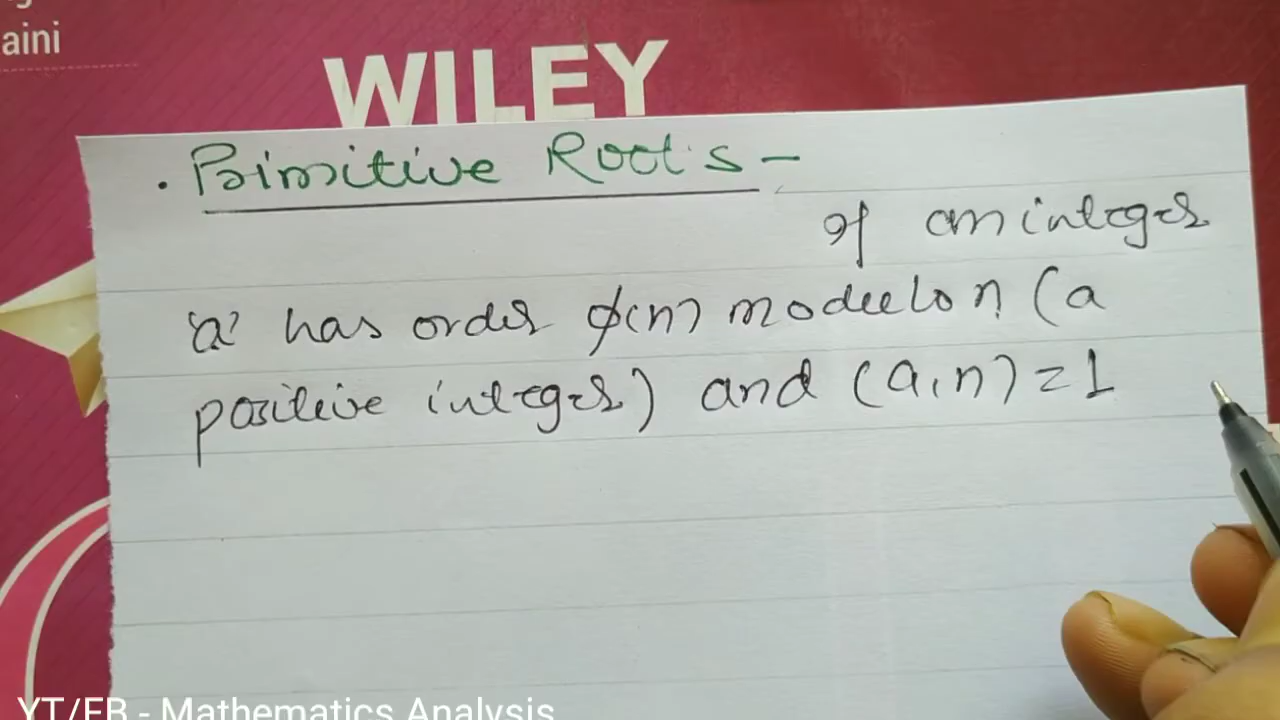 aini
WILEY
• Primitive Roots -
of an integer
'a' has order φ(n) modulo n (a
positive integer) and (a, n) = 1
YT/FB - Mathematics Analysis